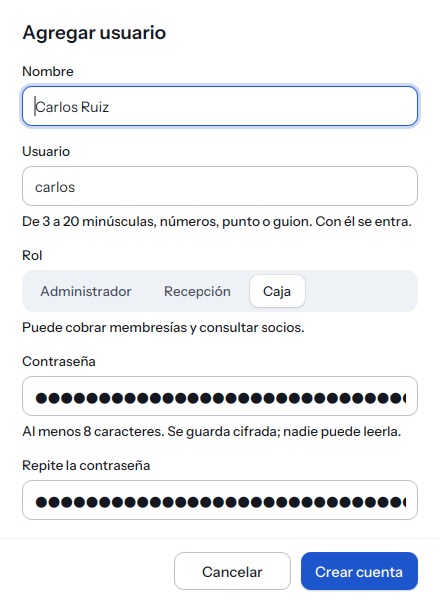 Agregar usuario
Nombre
Carlos Ruiz
Usuario
carlos
De 3 a 20 minúsculas, números, punto o guion. Con él se entra.
Rol
Administrador Recepción Caja
Puede cobrar membresías y consultar socios.
Contraseña
Al menos 8 caracteres. Se guarda cifrada; nadie puede leerla.
Repite la contraseña
Cancelar Crear cuenta